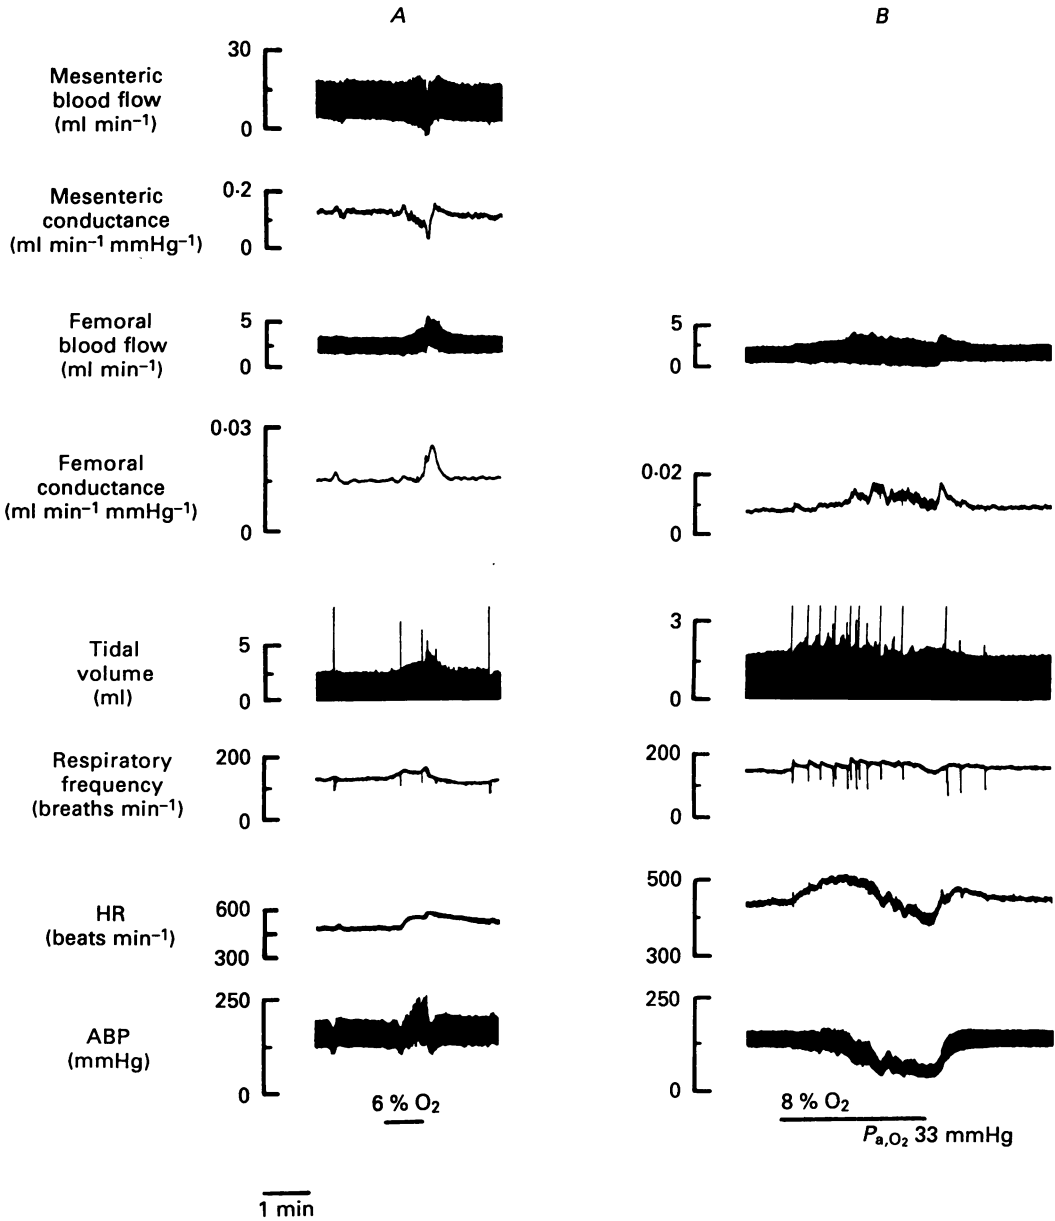 A
B
Mesenteric
blood flow
(ml min⁻¹)
30
0
Mesenteric
conductance
(ml min⁻¹ mmHg⁻¹)
0·2
0
Femoral
blood flow
(ml min⁻¹)
5
0
5
0
Femoral
conductance
(ml min⁻¹ mmHg⁻¹)
0·03
0
0·02
0
Tidal
volume
(ml)
5
0
3
0
Respiratory
frequency
(breaths min⁻¹)
200
0
200
0
HR
(beats min⁻¹)
600
300
500
300
ABP
(mmHg)
250
0
250
0
6 % O₂
8 % O₂
Pa,O₂ 33 mmHg
1 min